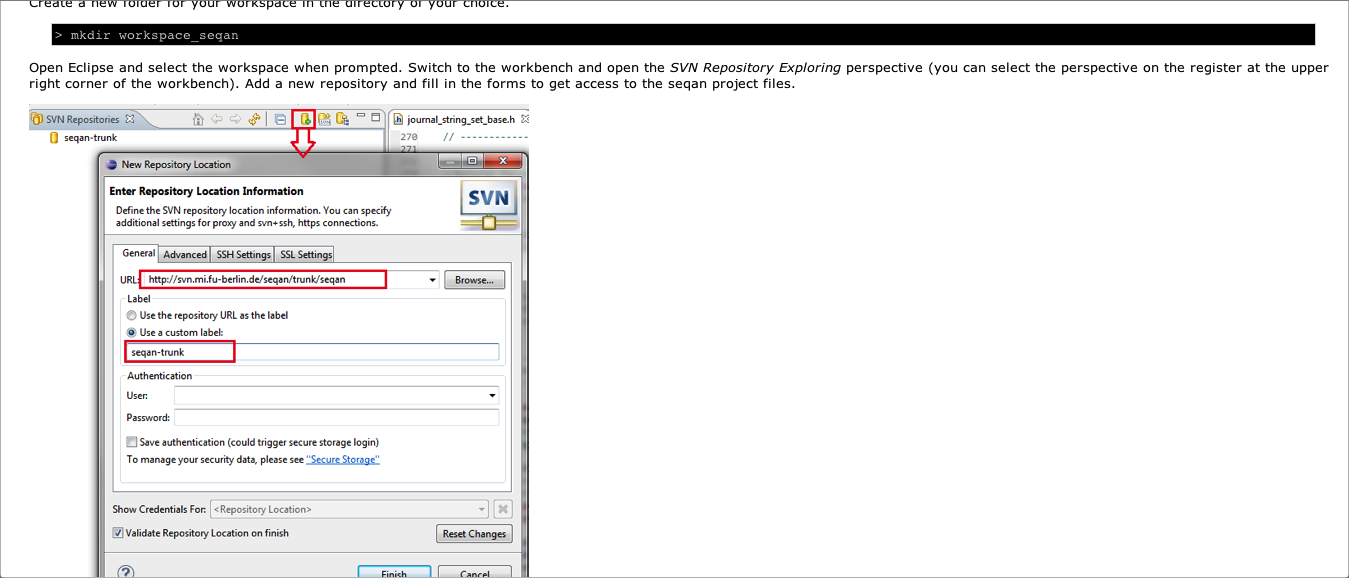 Create a new folder for your workspace in the directory of your choice.
> mkdir workspace_seqan
Open Eclipse and select the workspace when prompted. Switch to the workbench and open the SVN Repository Exploring perspective (you can select the perspective on the register at the upper
right corner of the workbench). Add a new repository and fill in the forms to get access to the seqan project files.
SVN Repositories
journal_string_set_base.h
seqan-trunk
270 // ------------
271
New Repository Location
Enter Repository Location Information
SVN
Define the SVN repository location information. You can specify
additional settings for proxy and svn+ssh, https connections.
General Advanced SSH Settings SSL Settings
URL: http://svn.mi.fu-berlin.de/seqan/trunk/seqan Browse...
Label
Use the repository URL as the label
Use a custom label:
seqan-trunk
Authentication
User:
Password:
Save authentication (could trigger secure storage login)
To manage your security data, please see "Secure Storage"
Show Credentials For: <Repository Location>
Validate Repository Location on finish Reset Changes
? Finish Cancel